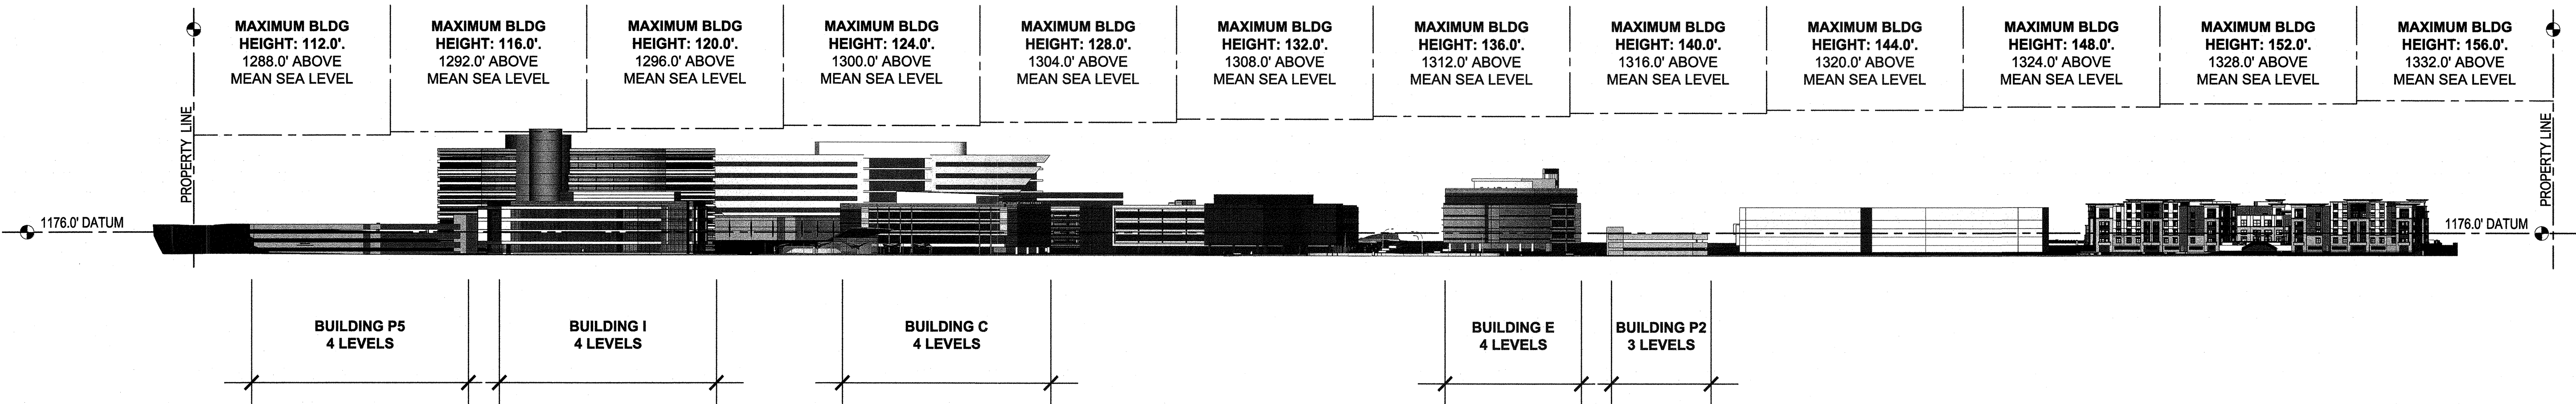 MAXIMUM BLDG
HEIGHT: 112.0'.
1288.0' ABOVE
MEAN SEA LEVEL
MAXIMUM BLDG
HEIGHT: 116.0'.
1292.0' ABOVE
MEAN SEA LEVEL
MAXIMUM BLDG
HEIGHT: 120.0'.
1296.0' ABOVE
MEAN SEA LEVEL
MAXIMUM BLDG
HEIGHT: 124.0'.
1300.0' ABOVE
MEAN SEA LEVEL
MAXIMUM BLDG
HEIGHT: 128.0'.
1304.0' ABOVE
MEAN SEA LEVEL
MAXIMUM BLDG
HEIGHT: 132.0'.
1308.0' ABOVE
MEAN SEA LEVEL
MAXIMUM BLDG
HEIGHT: 136.0'.
1312.0' ABOVE
MEAN SEA LEVEL
MAXIMUM BLDG
HEIGHT: 140.0'.
1316.0' ABOVE
MEAN SEA LEVEL
MAXIMUM BLDG
HEIGHT: 144.0'.
1320.0' ABOVE
MEAN SEA LEVEL
MAXIMUM BLDG
HEIGHT: 148.0'.
1324.0' ABOVE
MEAN SEA LEVEL
MAXIMUM BLDG
HEIGHT: 152.0'.
1328.0' ABOVE
MEAN SEA LEVEL
MAXIMUM BLDG
HEIGHT: 156.0'.
1332.0' ABOVE
MEAN SEA LEVEL
PROPERTY LINE
PROPERTY LINE
1176.0' DATUM
1176.0' DATUM
BUILDING P5
4 LEVELS
BUILDING I
4 LEVELS
BUILDING C
4 LEVELS
BUILDING E
4 LEVELS
BUILDING P2
3 LEVELS